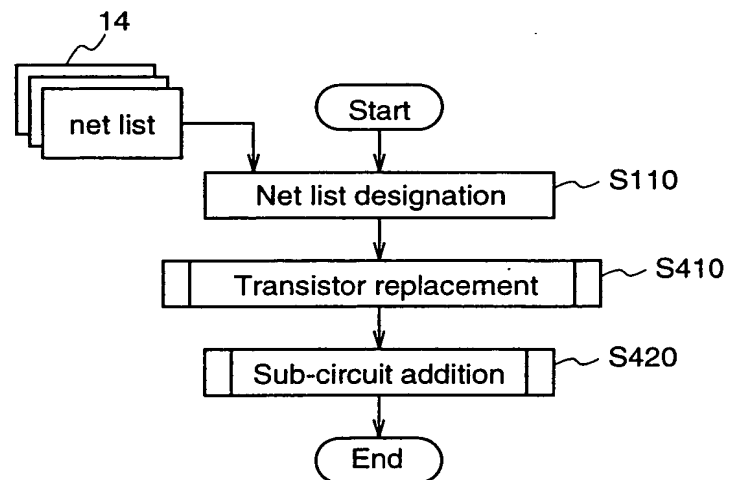 14
net list
Start
Net list designation
S110
Transistor replacement
S410
Sub-circuit addition
S420
End